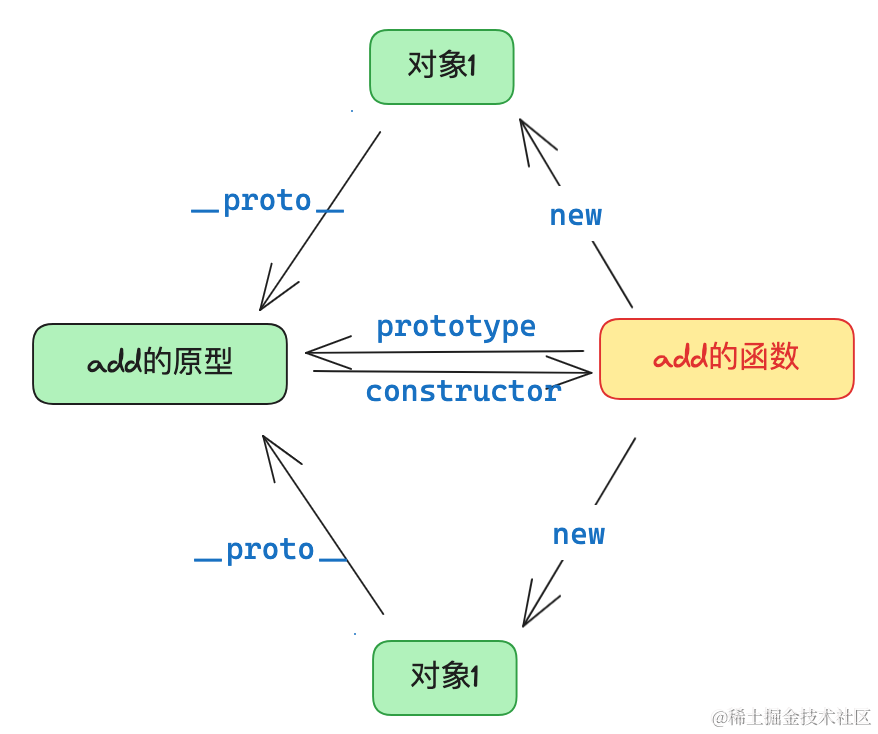 对象1
__proto__
new
prototype
add的原型
add的函数
constructor
new
__proto__
对象1
@稀土掘金技术社区